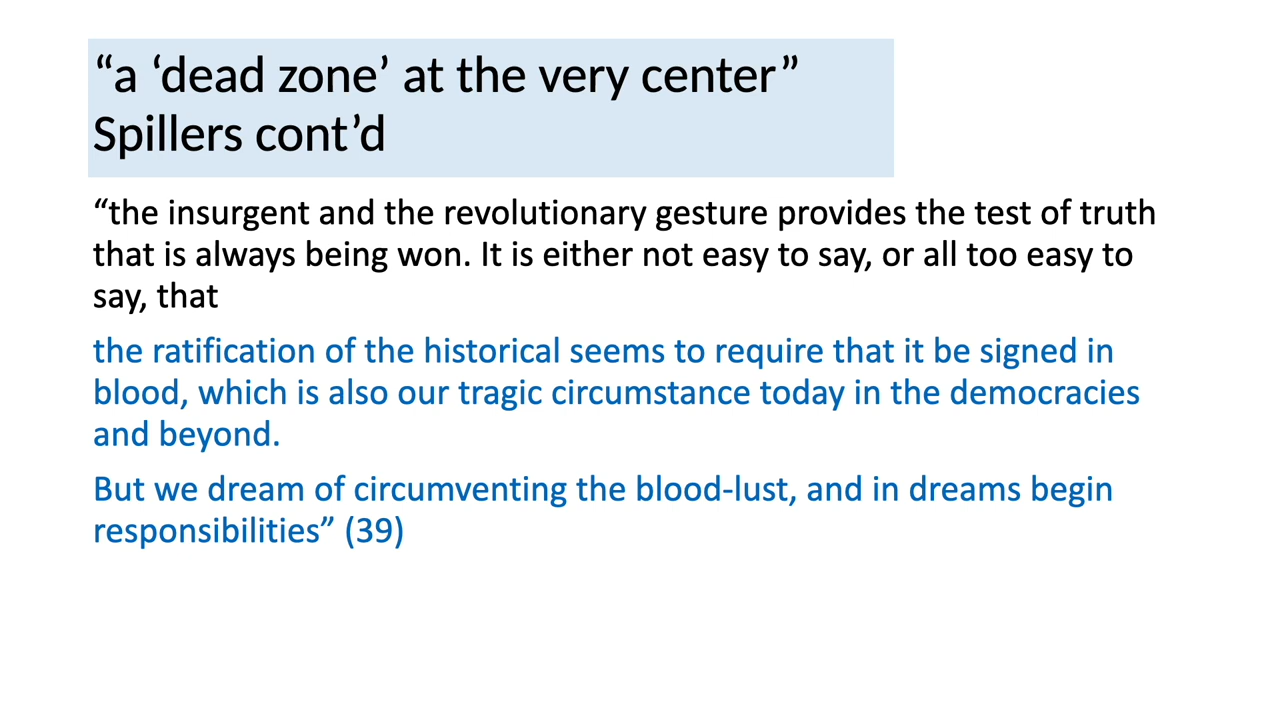 “a ‘dead zone’ at the very center”
Spillers cont’d
“the insurgent and the revolutionary gesture provides the test of truth
that is always being won. It is either not easy to say, or all too easy to
say, that
the ratification of the historical seems to require that it be signed in
blood, which is also our tragic circumstance today in the democracies
and beyond.
But we dream of circumventing the blood-lust, and in dreams begin
responsibilities” (39)